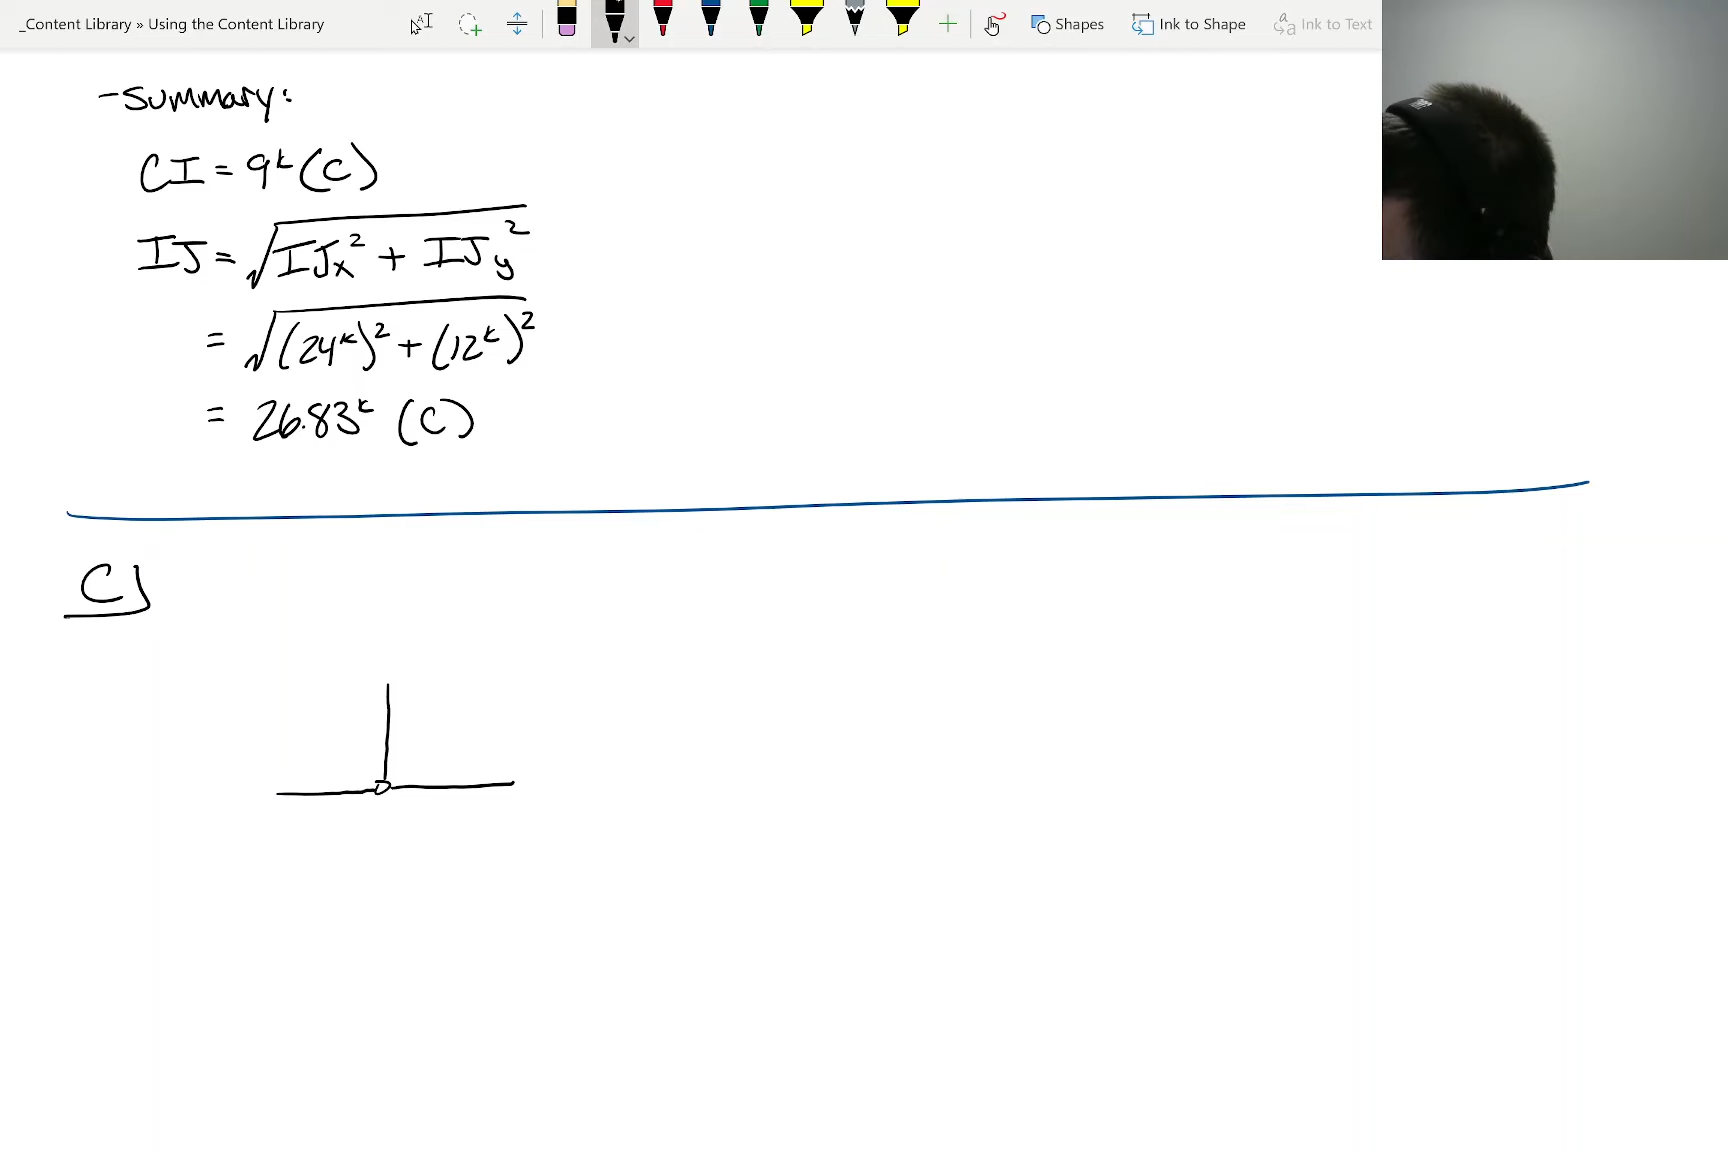 _Content Library » Using the Content Library
Shapes
Ink to Shape
Ink to Text
-Summary:
CI = 9ᵏ (C)
IJ = √(IJx² + IJy²)
= √((24ᵏ)² + (12ᵏ)²)
= 26.83ᵏ (C)
C)